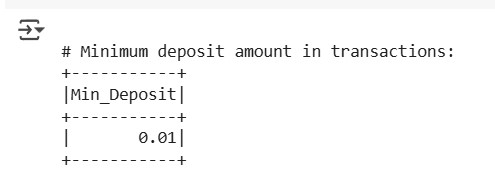 # Minimum deposit amount in transactions:
+-----------+
|Min_Deposit|
+-----------+
|       0.01|
+-----------+